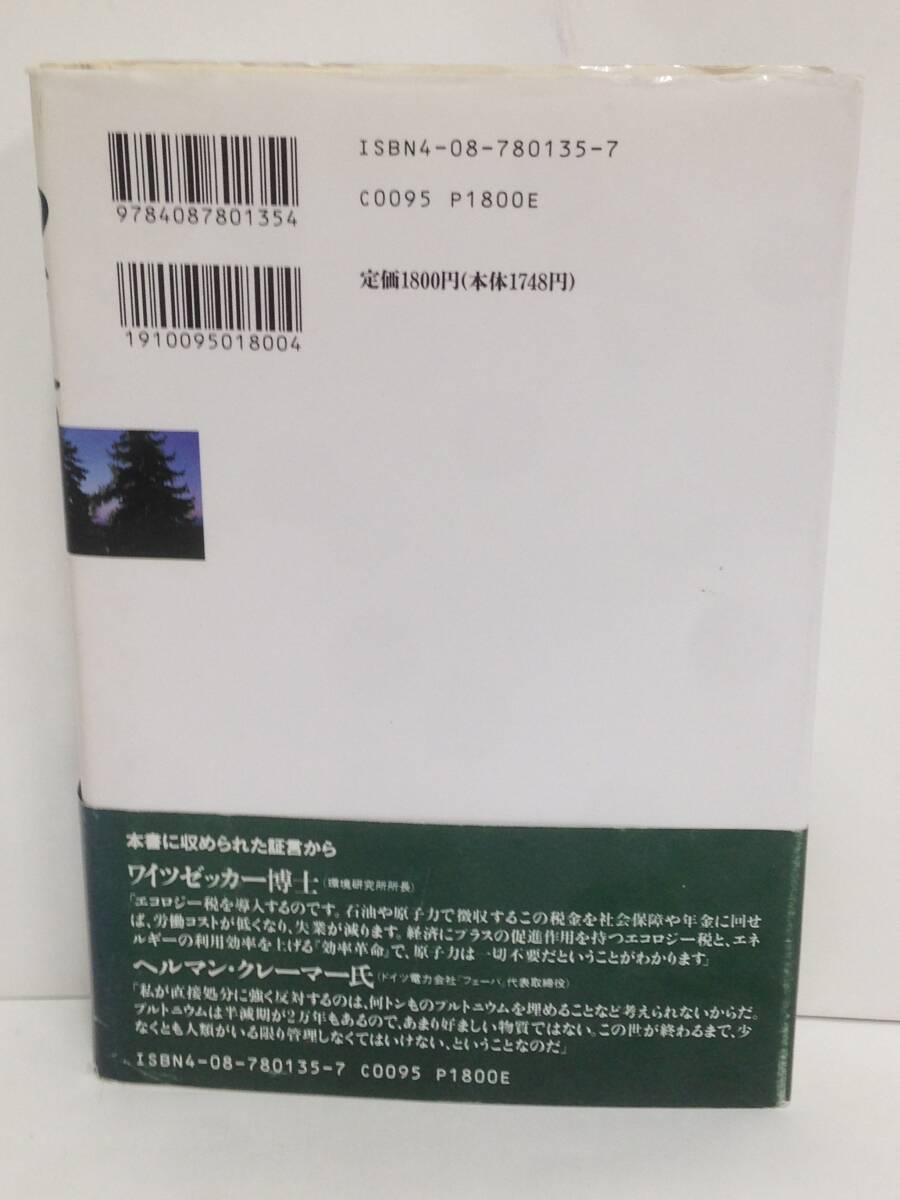 ISBN4-08-780135-7
9784087801354
C0095 P1800E
1910095018004
定価1800円(本体1748円)
本書に収められた証言から
ワイツゼッカー博士(環境研究所所長)
「エコロジー税を導入するのです。石油や原子力で徴収するこの税金を社会保障や年金に回せ
ば、労働コストが低くなり、失業が減ります。経済にプラスの促進作用を持つエコロジー税と、エネ
ルギーの利用効率を上げる『効率革命』で、原子力は一切不要だということがわかります」
ヘルマン・クレーマー氏(ドイツ電力会社「フェーバ」代表取締役)
「私が直接処分に強く反対するのは、何トンものプルトニウムを埋めることなど考えられないからだ。
プルトニウムは半減期が2万年もあるので、あまり好ましい物質ではない。この世が終わるまで、少
なくとも人類がいる限り管理しなくてはいけない、ということなのだ」
ISBN4-08-780135-7 C0095 P1800E